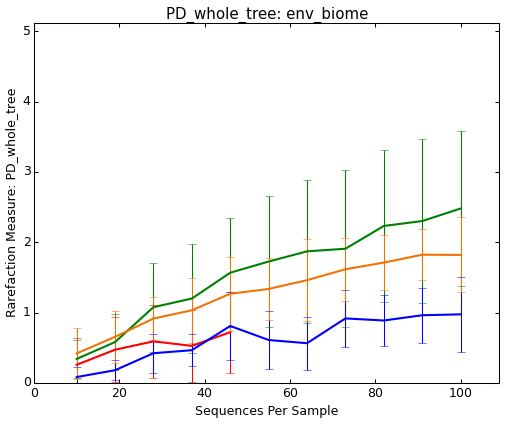 PD_whole_tree: env_biome
Rarefaction Measure: PD_whole_tree
5
4
3
2
1
0
0 20 40 60 80 100
Sequences Per Sample